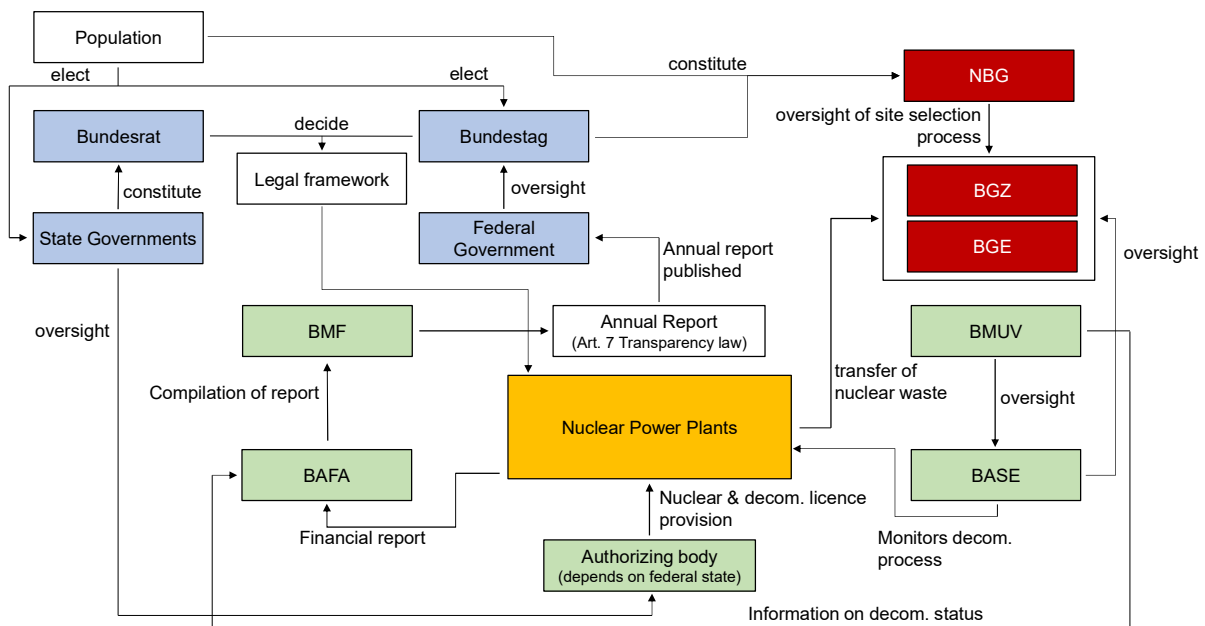 Population
elect
elect
constitute
NBG
Bundesrat
decide
Bundestag
oversight of site selection
process
Legal framework
constitute
oversight
BGZ
State Governments
Federal
Government
BGE
Annual report
published
oversight
oversight
BMF
Annual Report
(Art. 7 Transparency law)
BMUV
transfer of
nuclear waste
Compilation of report
oversight
Nuclear Power Plants
BAFA
BASE
Nuclear & decom. licence
provision
Financial report
Monitors decom.
process
Authorizing body
(depends on federal state)
Information on decom. status